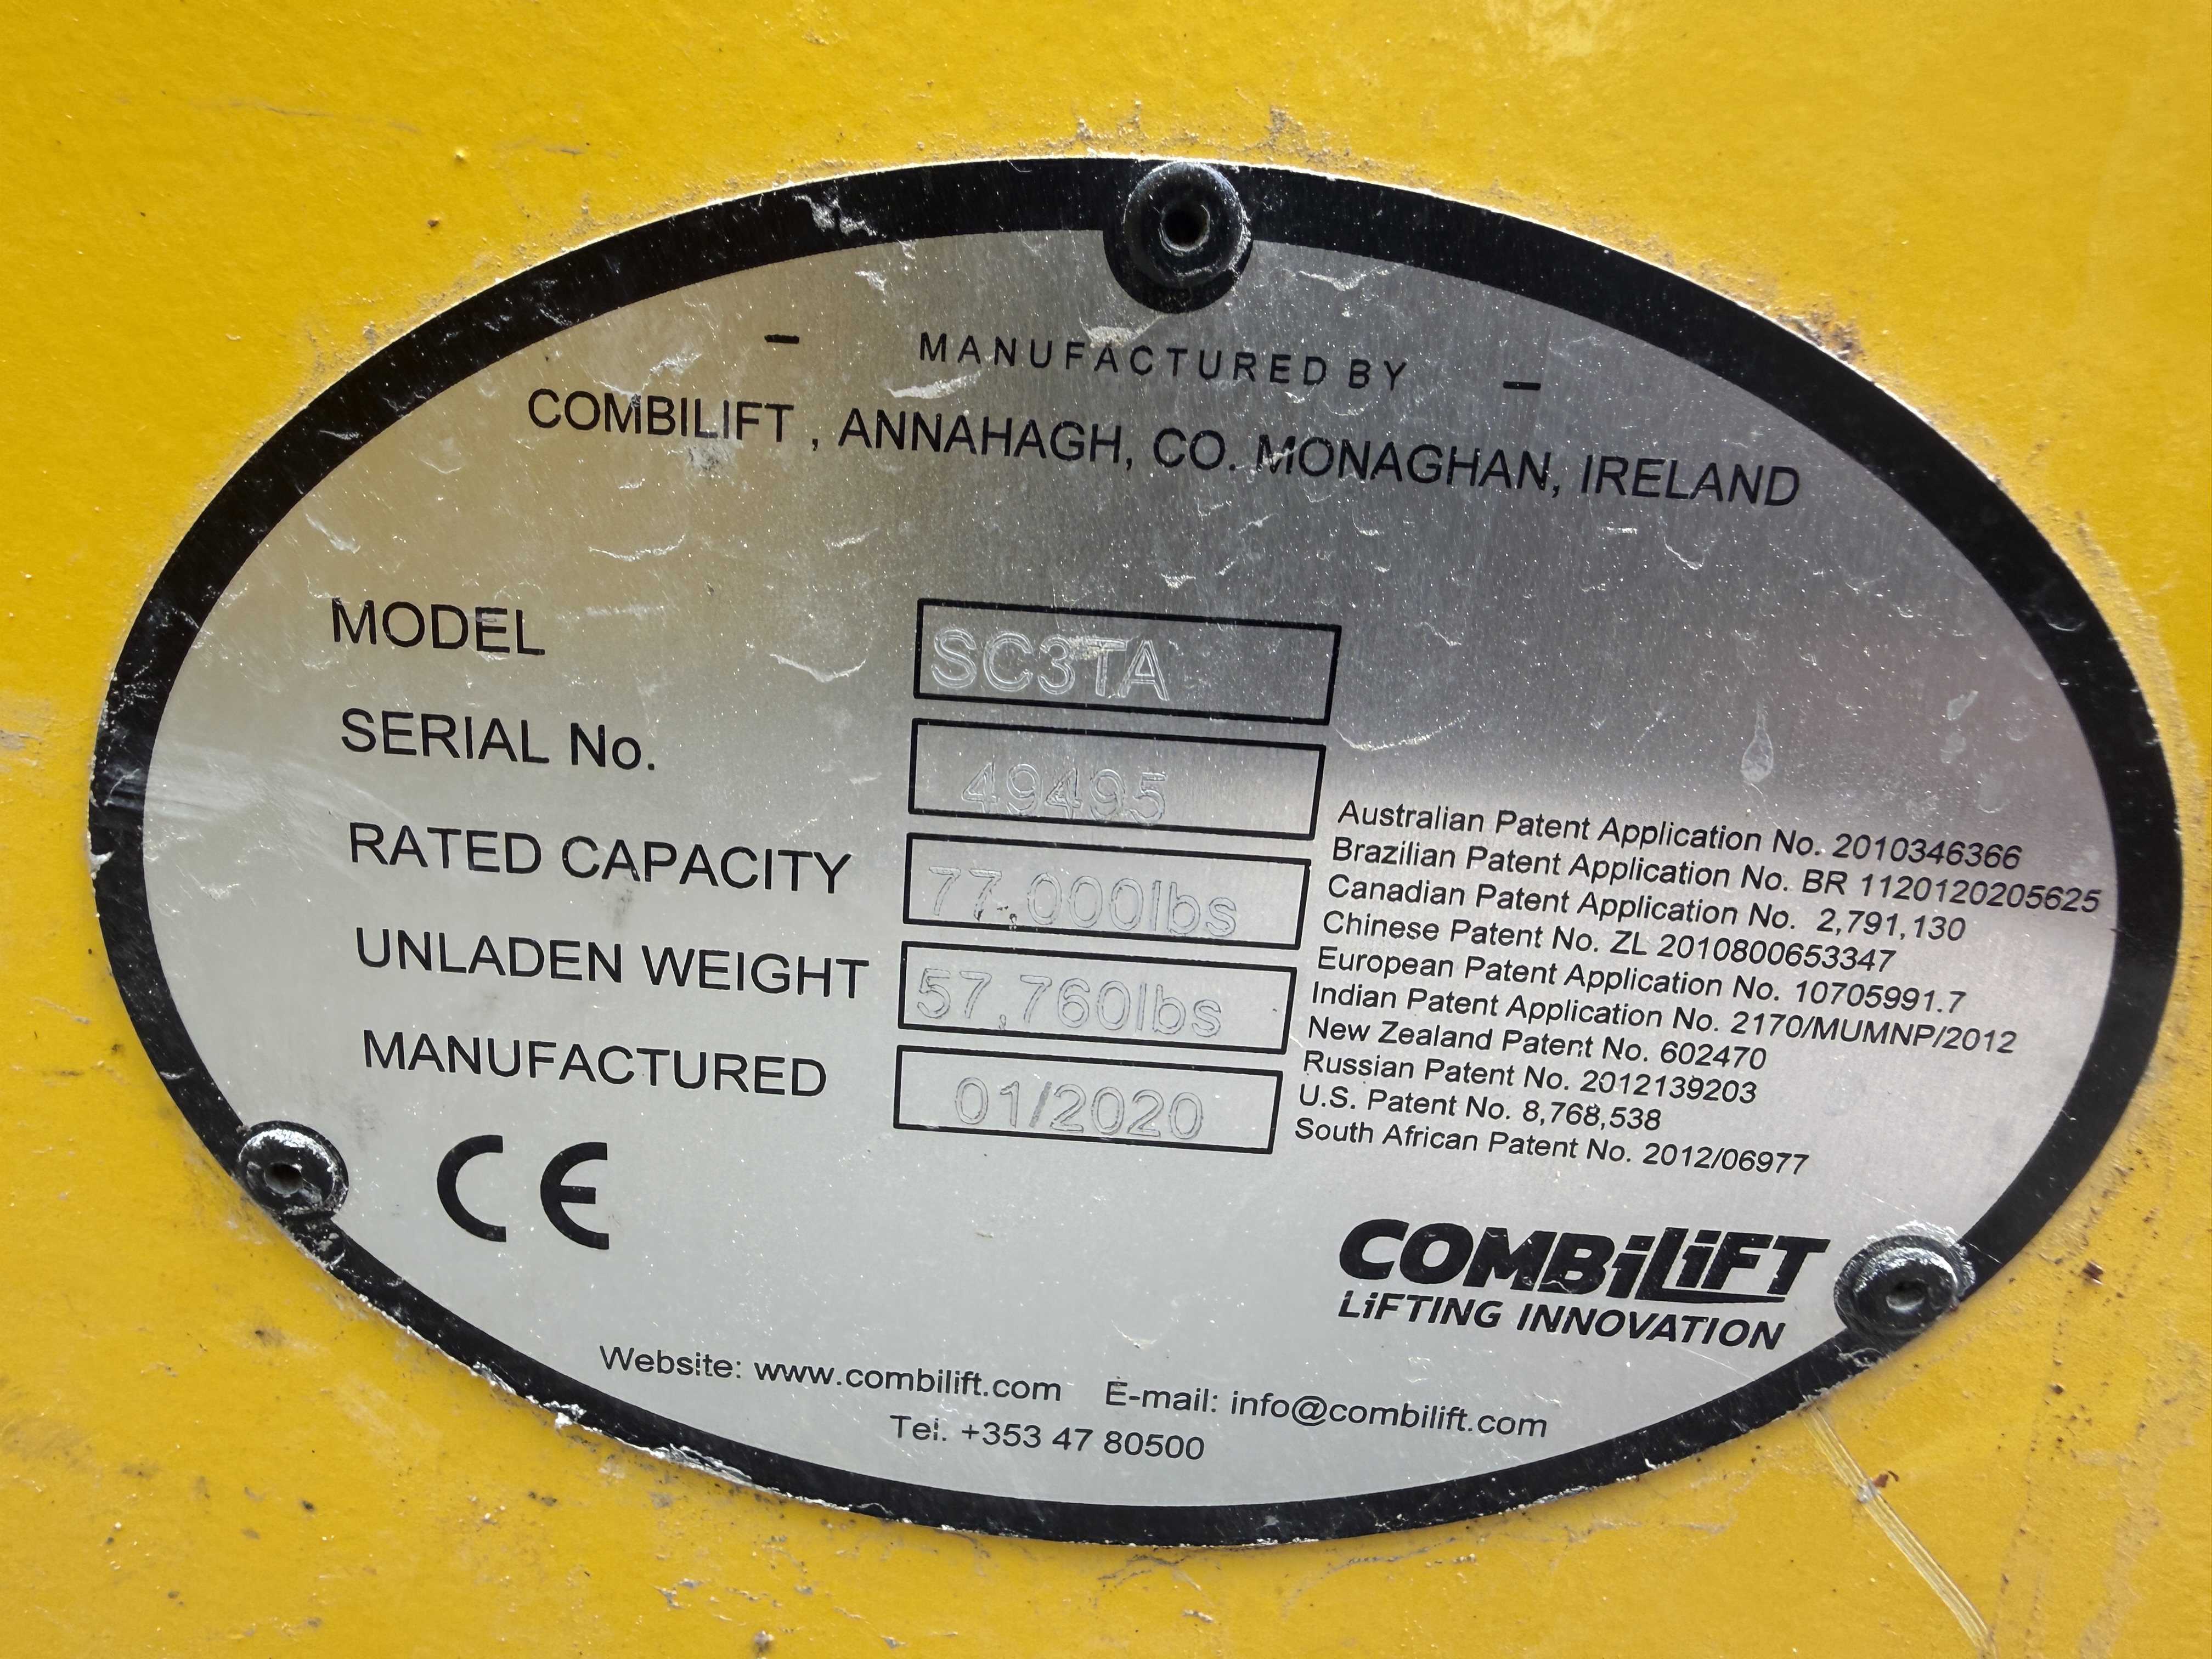 – MANUFACTURED BY –
COMBILIFT , ANNAHAGH, CO. MONAGHAN, IRELAND
MODEL SC3TA
SERIAL No. 49495
RATED CAPACITY 77,000lbs
UNLADEN WEIGHT 57,760lbs
MANUFACTURED 01/2020
Australian Patent Application No. 2010346366
Brazilian Patent Application No. BR 1120120205625
Canadian Patent Application No. 2,791,130
Chinese Patent No. ZL 2010800653347
European Patent Application No. 10705991.7
Indian Patent Application No. 2170/MUMNP/2012
New Zealand Patent No. 602470
Russian Patent No. 2012139203
U.S. Patent No. 8,768,538
South African Patent No. 2012/06977
CE
COMBiLiFT
LiFTING INNOVATION
Website: www.combilift.com E-mail: info@combilift.com
Tel. +353 47 80500